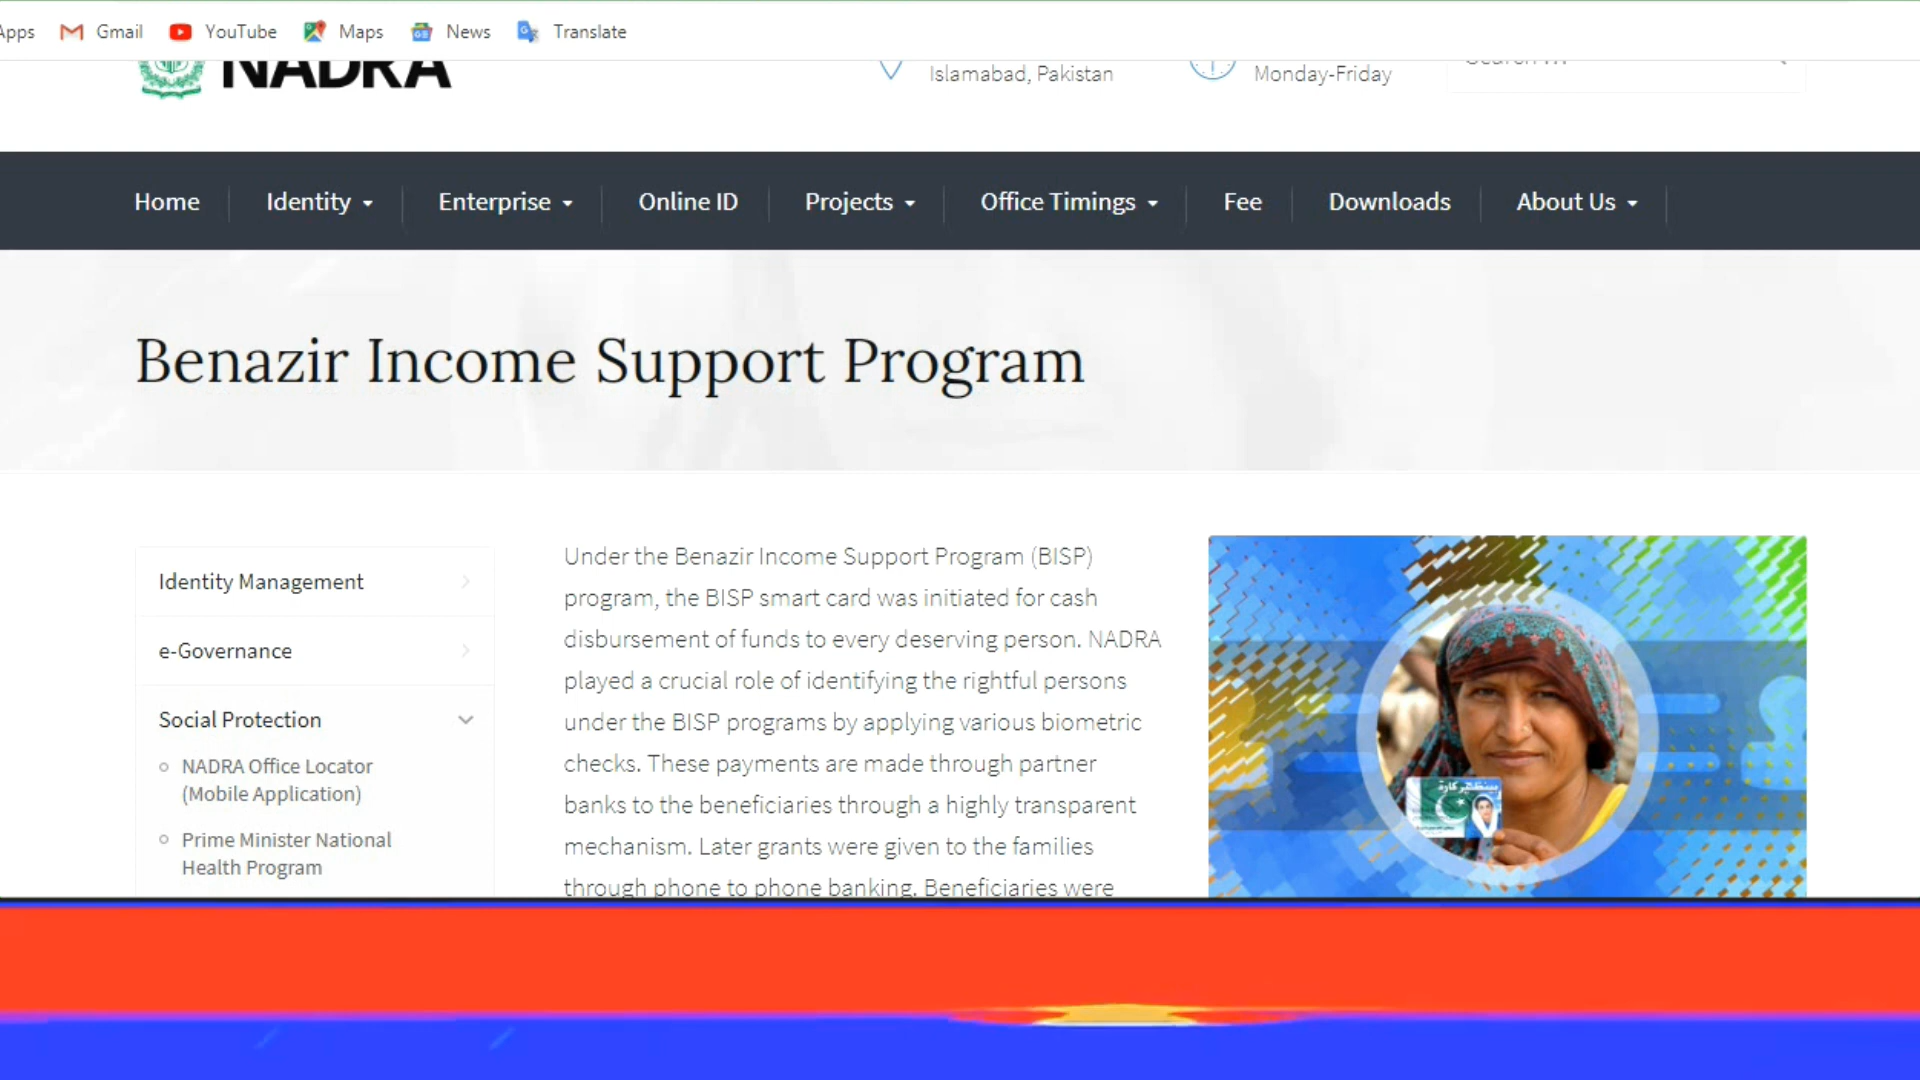 Apps Gmail YouTube Maps News Translate
NADRA
Islamabad, Pakistan
Monday-Friday
Search ...
Home Identity Enterprise Online ID Projects Office Timings Fee Downloads About Us
Benazir Income Support Program
Identity Management
e-Governance
Social Protection
NADRA Office Locator
(Mobile Application)
Prime Minister National
Health Program
Under the Benazir Income Support Program (BISP)
program, the BISP smart card was initiated for cash
disbursement of funds to every deserving person. NADRA
played a crucial role of identifying the rightful persons
under the BISP programs by applying various biometric
checks. These payments are made through partner
banks to the beneficiaries through a highly transparent
mechanism. Later grants were given to the families
through phone to phone banking. Beneficiaries were
بینظیر کارڈ